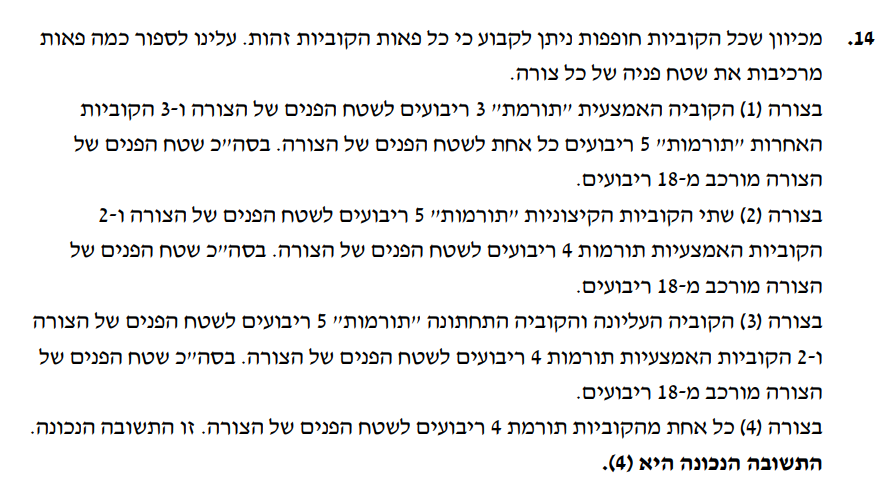 14. מכיוון שכל הקוביות חופפות ניתן לקבוע כי כל פאות הקוביות זהות. עלינו לספור כמה פאות
מרכיבות את שטח פניה של כל צורה.
בצורה (1) הקוביה האמצעית "תורמת" 3 ריבועים לשטח הפנים של הצורה ו-3 הקוביות
האחרות "תורמות" 5 ריבועים כל אחת לשטח הפנים של הצורה. בסה"כ שטח הפנים של
הצורה מורכב מ-18 ריבועים.
בצורה (2) שתי הקוביות הקיצוניות "תורמות" 5 ריבועים לשטח הפנים של הצורה ו-2
הקוביות האמצעיות תורמות 4 ריבועים לשטח הפנים של הצורה. בסה"כ שטח הפנים של
הצורה מורכב מ-18 ריבועים.
בצורה (3) הקוביה העליונה והקוביה התחתונה "תורמות" 5 ריבועים לשטח הפנים של הצורה
ו-2 הקוביות האמצעיות תורמות 4 ריבועים לשטח הפנים של הצורה. בסה"כ שטח הפנים של
הצורה מורכב מ-18 ריבועים.
בצורה (4) כל אחת מהקוביות תורמת 4 ריבועים לשטח הפנים של הצורה. זו התשובה הנכונה.
התשובה הנכונה היא (4).